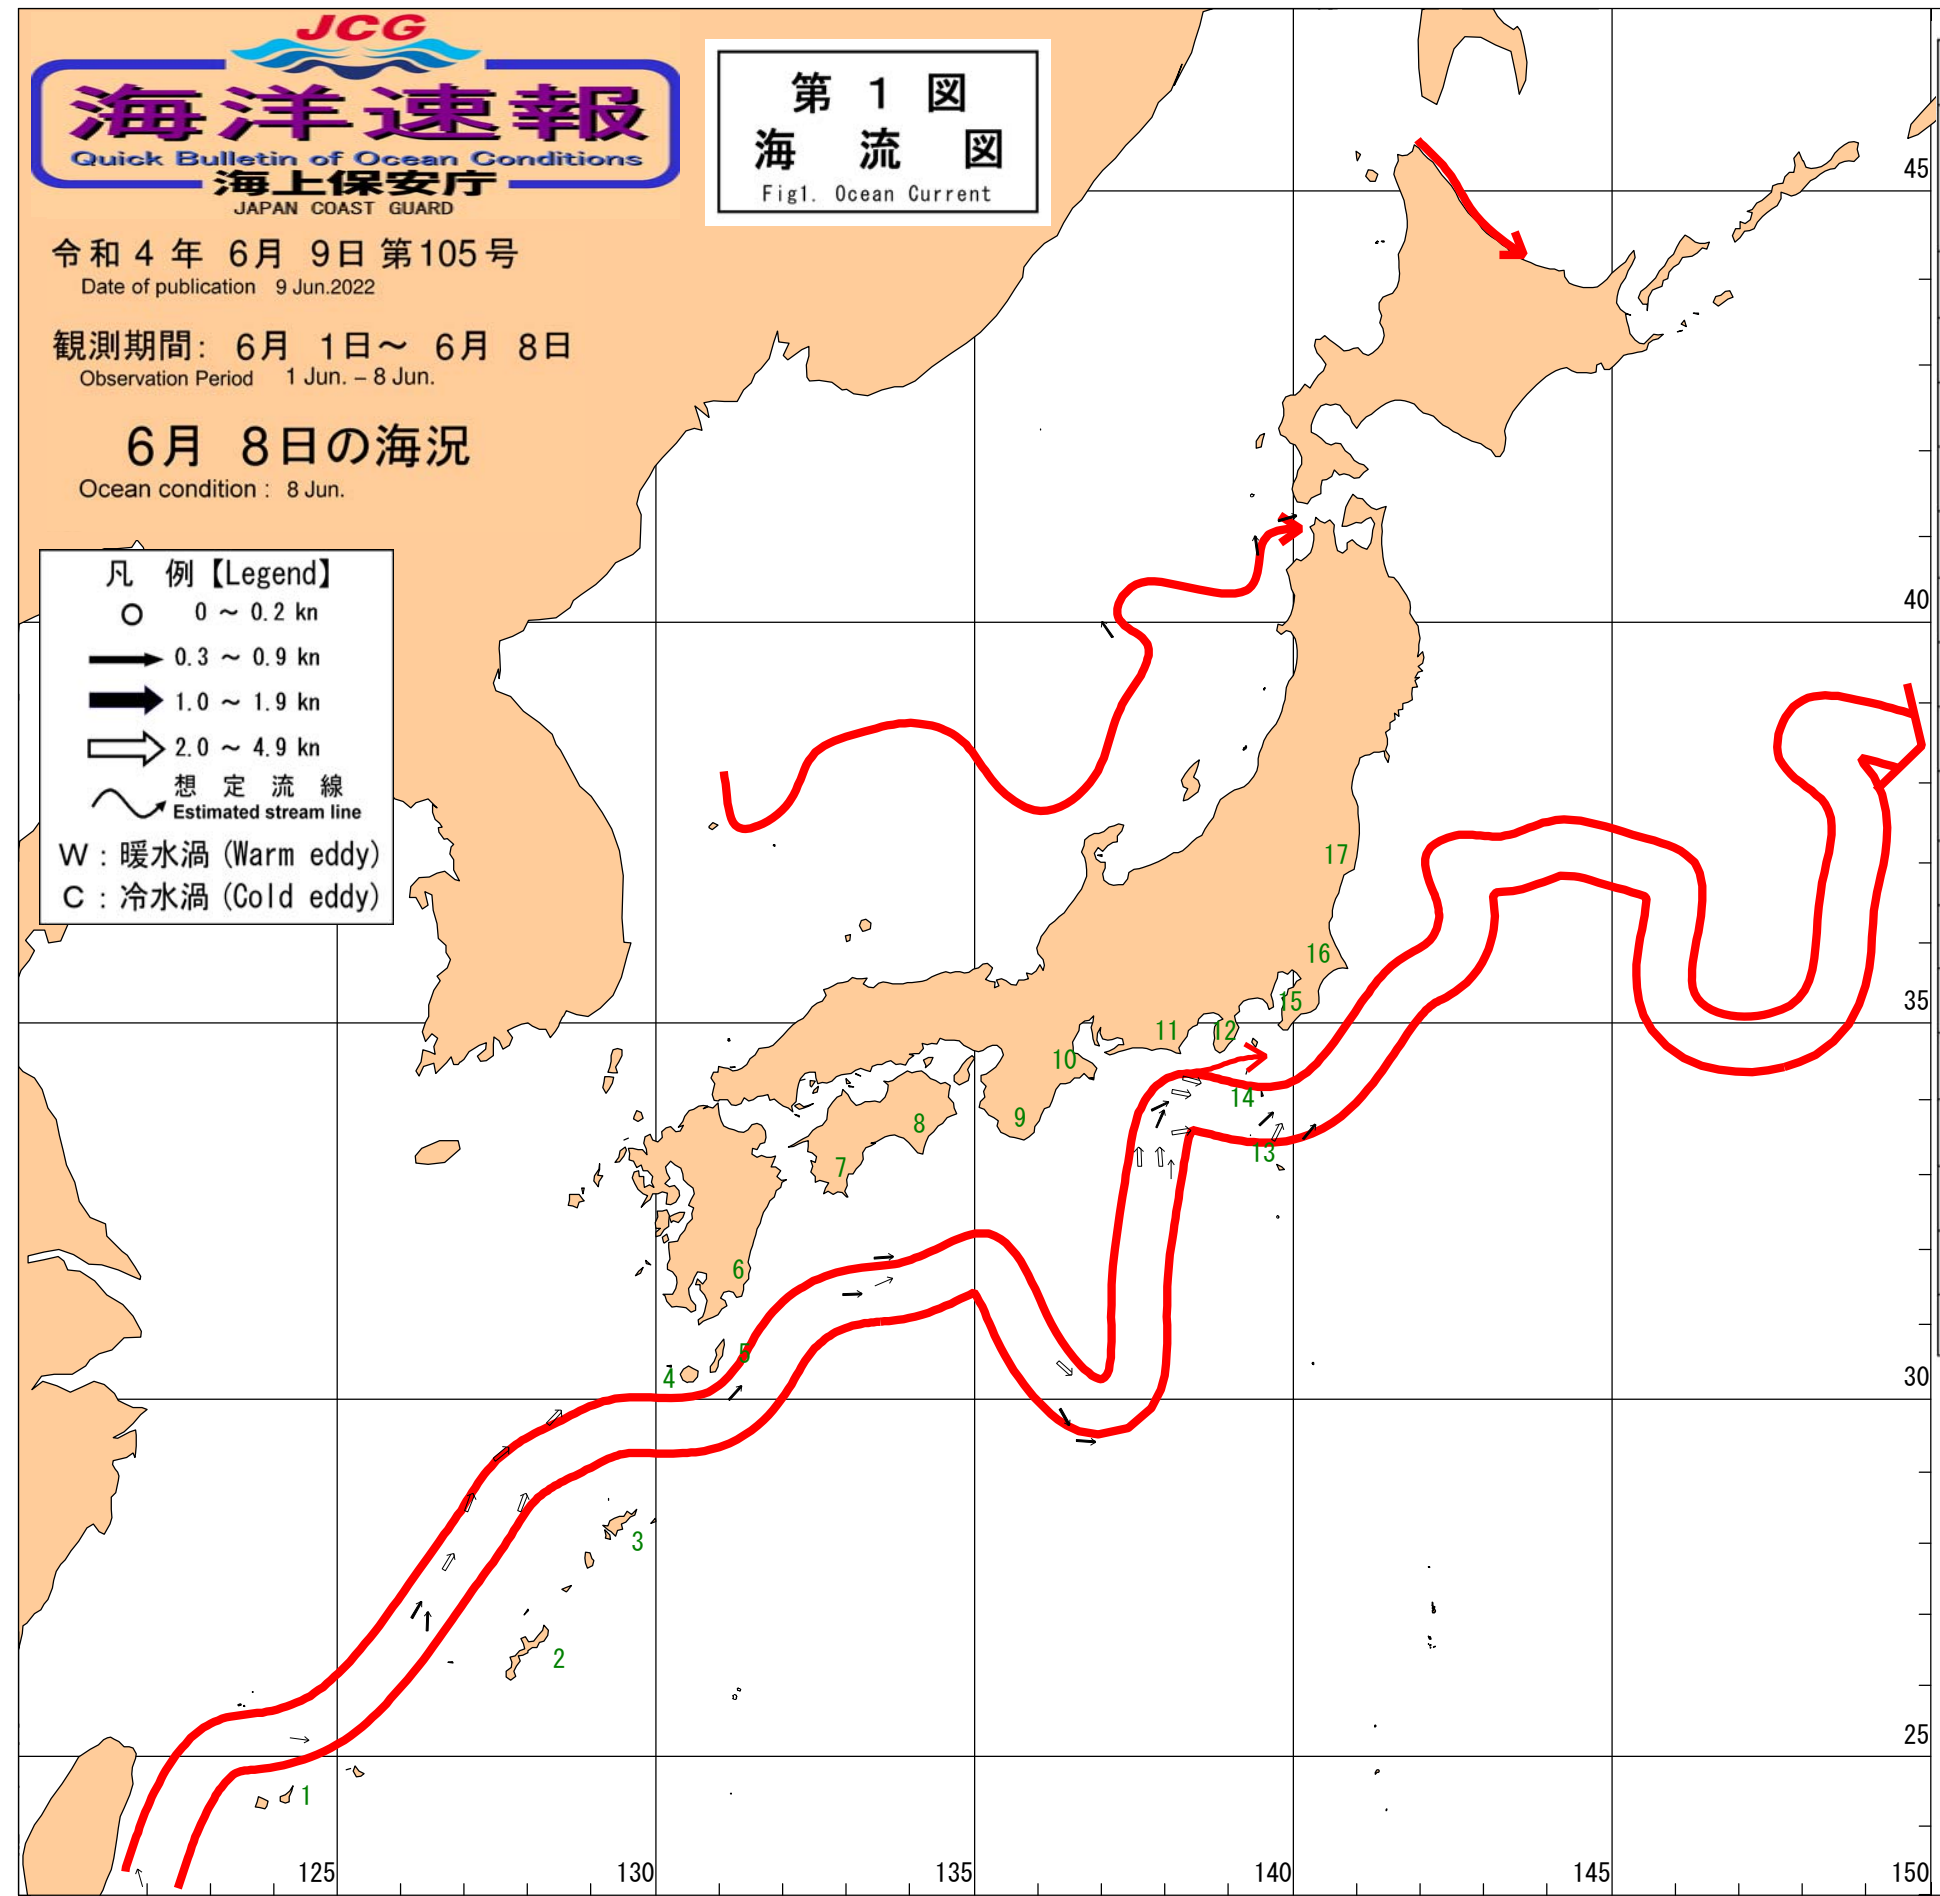 JCG
海洋速報
Quick Bulletin of Ocean Conditions
海上保安庁
JAPAN COAST GUARD
第 1 図
海 流 図
Fig1. Ocean Current
令和 4 年 6月 9日 第105号
Date of publication 9 Jun.2022
観測期間: 6月 1日～ 6月 8日
Observation Period 1 Jun. – 8 Jun.
6月 8日の海況
Ocean condition : 8 Jun.
凡 例【Legend】
0 ～ 0.2 kn
0.3 ～ 0.9 kn
1.0 ～ 1.9 kn
2.0 ～ 4.9 kn
想 定 流 線
Estimated stream line
W : 暖水渦 (Warm eddy)
C : 冷水渦 (Cold eddy)
45
40
35
30
25
17
16
15
12
11
10
14
13
9
8
7
6
5
4
3
2
1
125
130
135
140
145
150